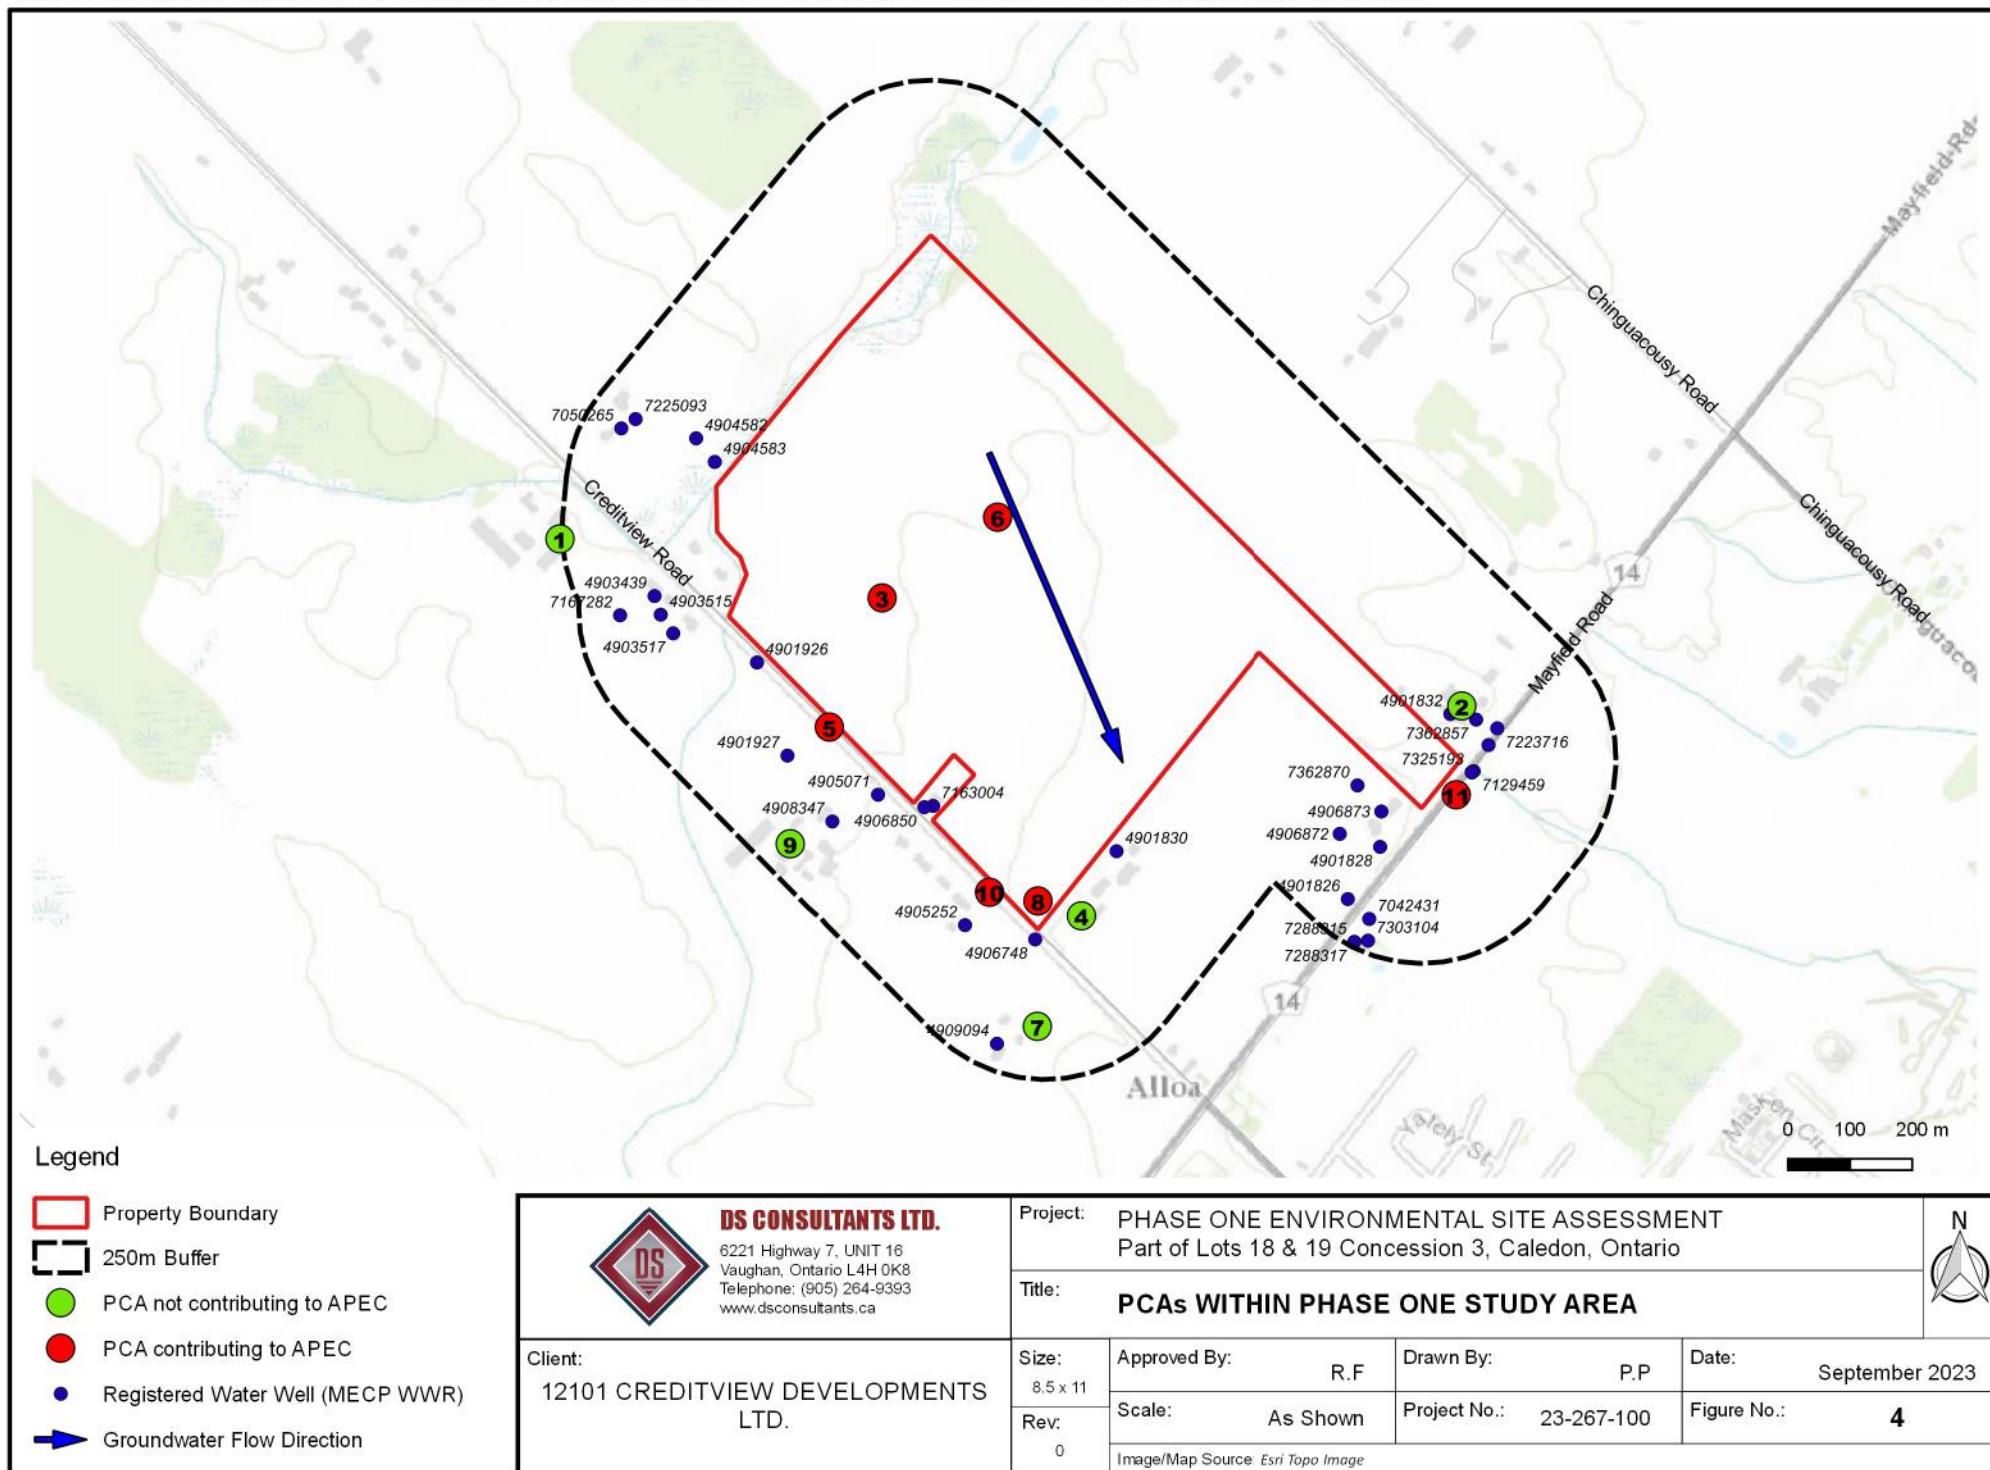 Mayfield Rd
Chinguacousy Road
Chinguacousy Road
Chinguacou
14
Mayfield Road
7050265
7225093
4904582
4904583
Creditview Road
1
6
3
4903439
7167282
4903515
4903517
4901926
5
4901927
4905071
4908347
4906850
7163004
9
10
8
4
4905252
4906748
4909094
7
4901830
4901832
2
7362857
7223716
7325193
7129459
11
7362870
4906873
4906872
4901828
4901826
7042431
7288315
7303104
7288317
14
Alloa
Yately St
Masken Cir
0 100 200 m
Legend
Property Boundary
250m Buffer
PCA not contributing to APEC
PCA contributing to APEC
Registered Water Well (MECP WWR)
Groundwater Flow Direction
DS
DS CONSULTANTS LTD.
6221 Highway 7, UNIT 16
Vaughan, Ontario L4H 0K8
Telephone: (905) 264-9393
www.dsconsultants.ca
Client:
12101 CREDITVIEW DEVELOPMENTS
LTD.
Project: PHASE ONE ENVIRONMENTAL SITE ASSESSMENT
Part of Lots 18 & 19 Concession 3, Caledon, Ontario
N
Title: PCAs WITHIN PHASE ONE STUDY AREA
Size: 8.5 x 11
Approved By: R.F
Drawn By: P.P
Date: September 2023
Rev: 0
Scale: As Shown
Project No.: 23-267-100
Figure No.: 4
Image/Map Source: Esri Topo Image